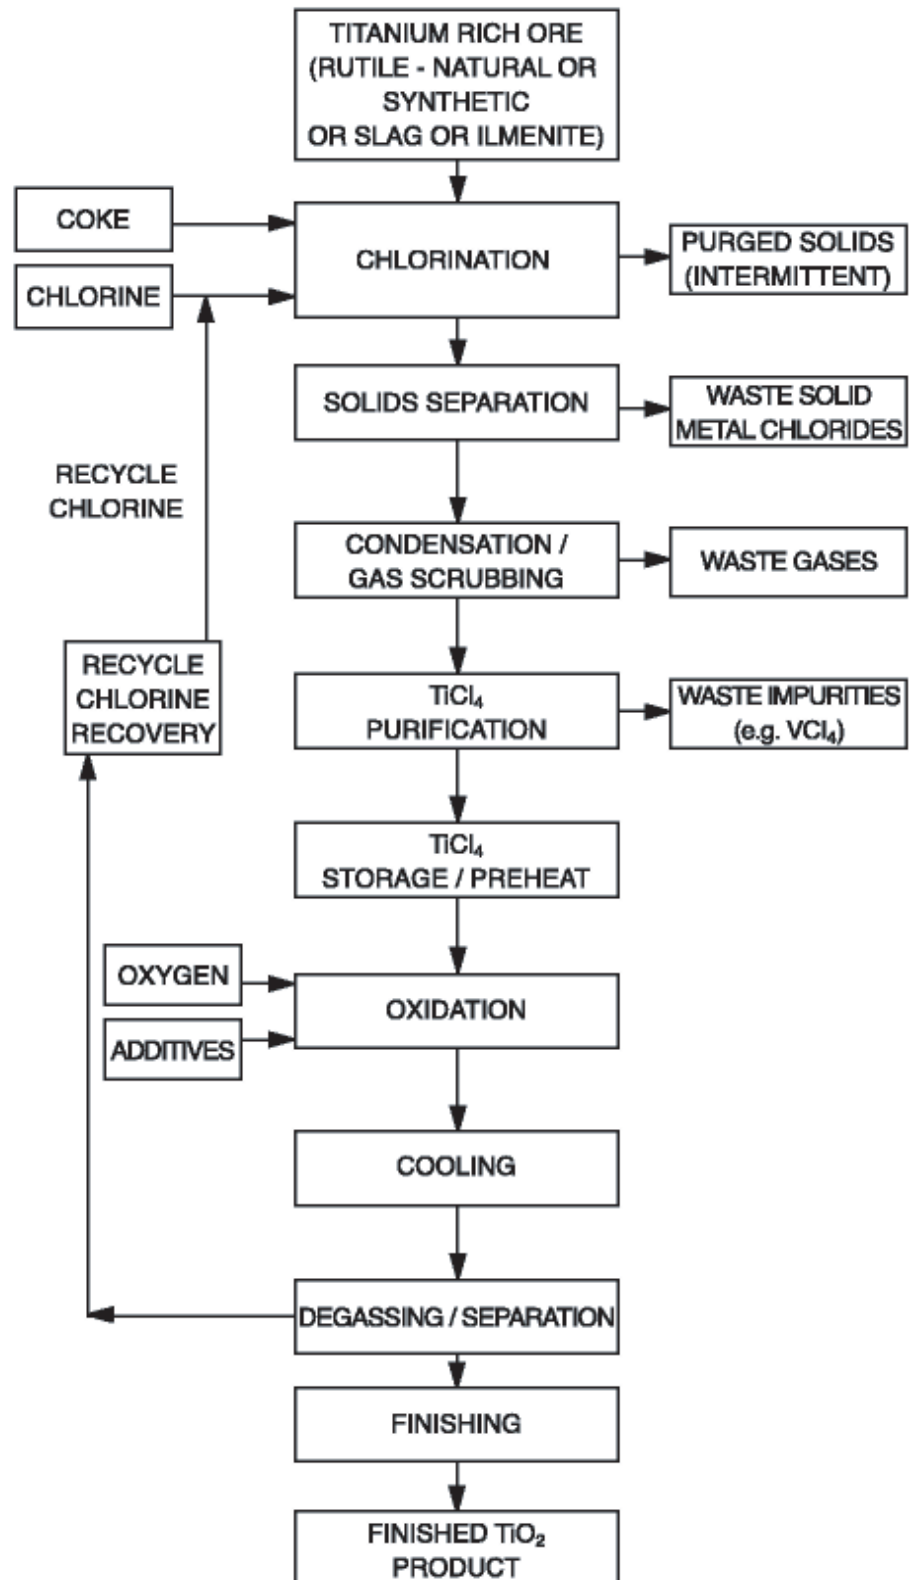 TITANIUM RICH ORE
(RUTILE - NATURAL OR
SYNTHETIC
OR SLAG OR ILMENITE)
COKE
CHLORINE
CHLORINATION
PURGED SOLIDS
(INTERMITTENT)
SOLIDS SEPARATION
WASTE SOLID
METAL CHLORIDES
RECYCLE
CHLORINE
CONDENSATION /
GAS SCRUBBING
WASTE GASES
RECYCLE
CHLORINE
RECOVERY
TiCl₄
PURIFICATION
WASTE IMPURITIES
(e.g. VCl₄)
TiCl₄
STORAGE / PREHEAT
OXYGEN
ADDITIVES
OXIDATION
COOLING
DEGASSING / SEPARATION
FINISHING
FINISHED TiO₂
PRODUCT